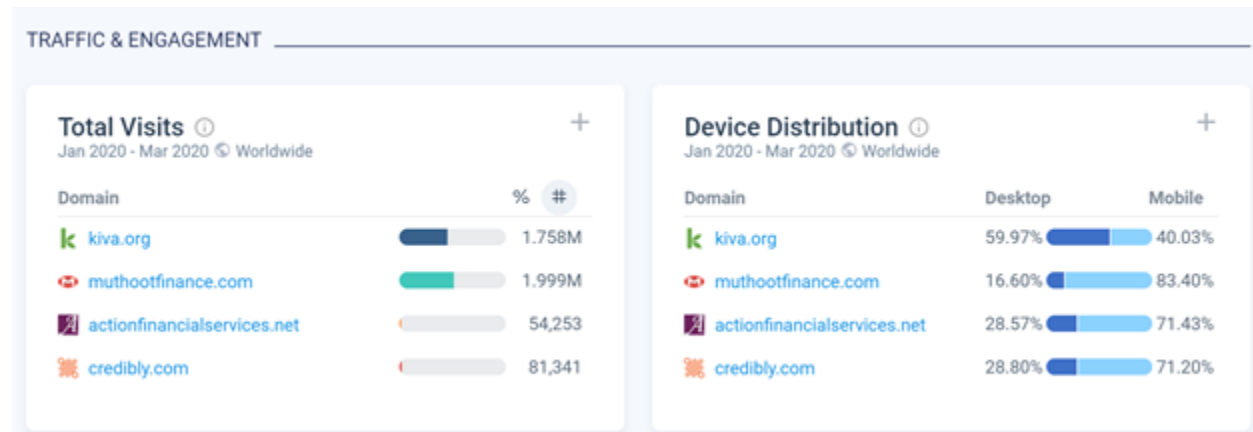 TRAFFIC & ENGAGEMENT
Total Visits
Jan 2020 - Mar 2020 Worldwide
Domain % #
kiva.org 1.758M
muthootfinance.com 1.999M
actionfinancialservices.net 54,253
credibly.com 81,341
Device Distribution
Jan 2020 - Mar 2020 Worldwide
Domain Desktop Mobile
kiva.org 59.97% 40.03%
muthootfinance.com 16.60% 83.40%
actionfinancialservices.net 28.57% 71.43%
credibly.com 28.80% 71.20%